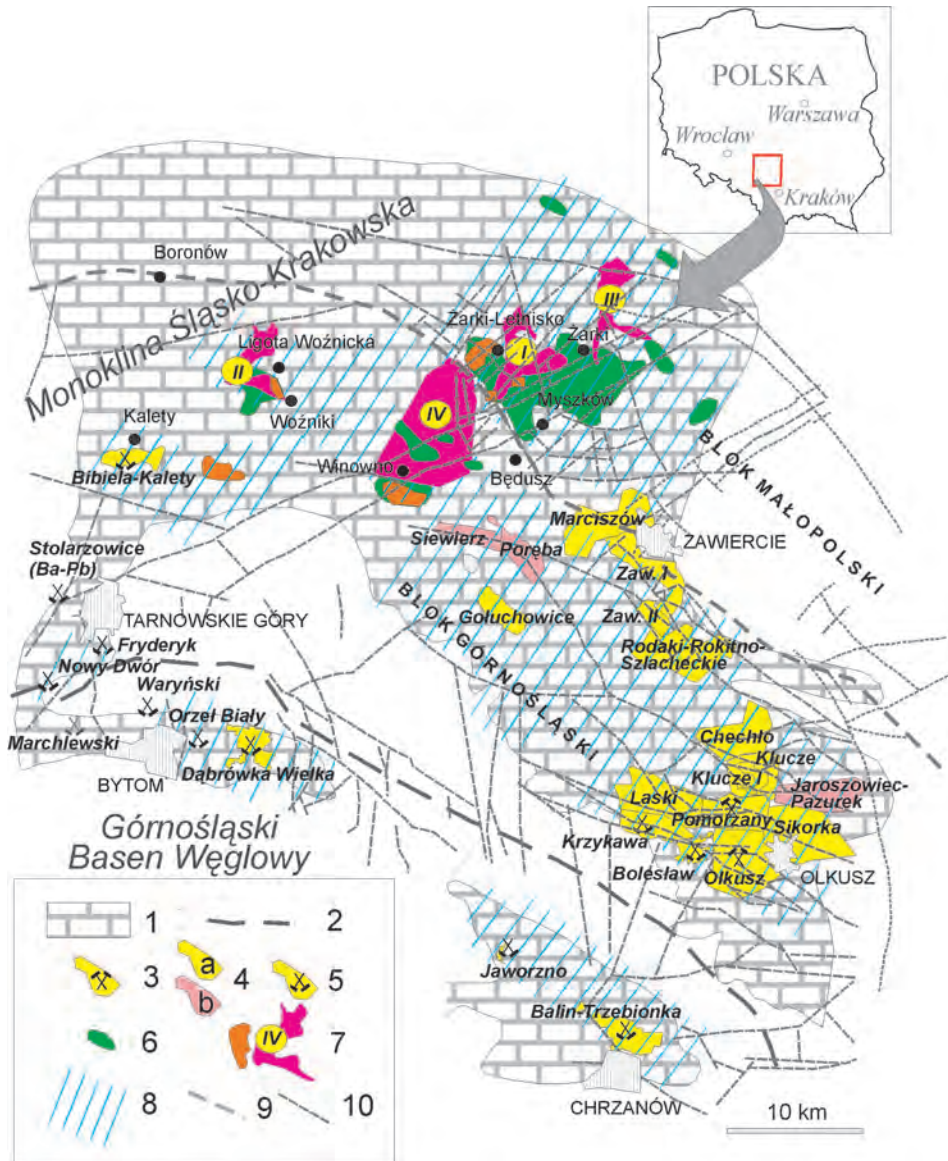 POLSKA
Warszawa
Wrocław
Kraków
Monoklina Śląsko-Krakowska
Boronów
Żarki-Letnisko
III
Żarki
I
Ligota Woźnicka
II
Woźniki
IV
Myszków
Kalety
Bibiela-Kalety
Winowno
Będusz
BLOK MAŁOPOLSKI
Marciszów
ZAWIERCIE
Siewierz
Poręba
Zaw. I
Stolarzowice
(Ba-Pb)
TARNOWSKIE GÓRY
Gołuchowice
Zaw. II
Rodaki-Rokitno-
Szlacheckie
BLOK GÓRNOŚLĄSKI
Fryderyk
Nowy Dwór
Waryński
Orzeł Biały
Marchlewski
BYTOM
Dąbrówka Wielka
Chechło
Klucze
Klucze I
Jaroszowiec-
Pazurek
Laski
Pomorzany
Sikorka
Krzykawa
Bolesław
Olkusz
OLKUSZ
Górnośląski
Basen Węglowy
Jaworzno
Balin-Trzebionka
CHRZANÓW
1
2
3
a
b
4
5
6
IV
7
8
9
10
10 km